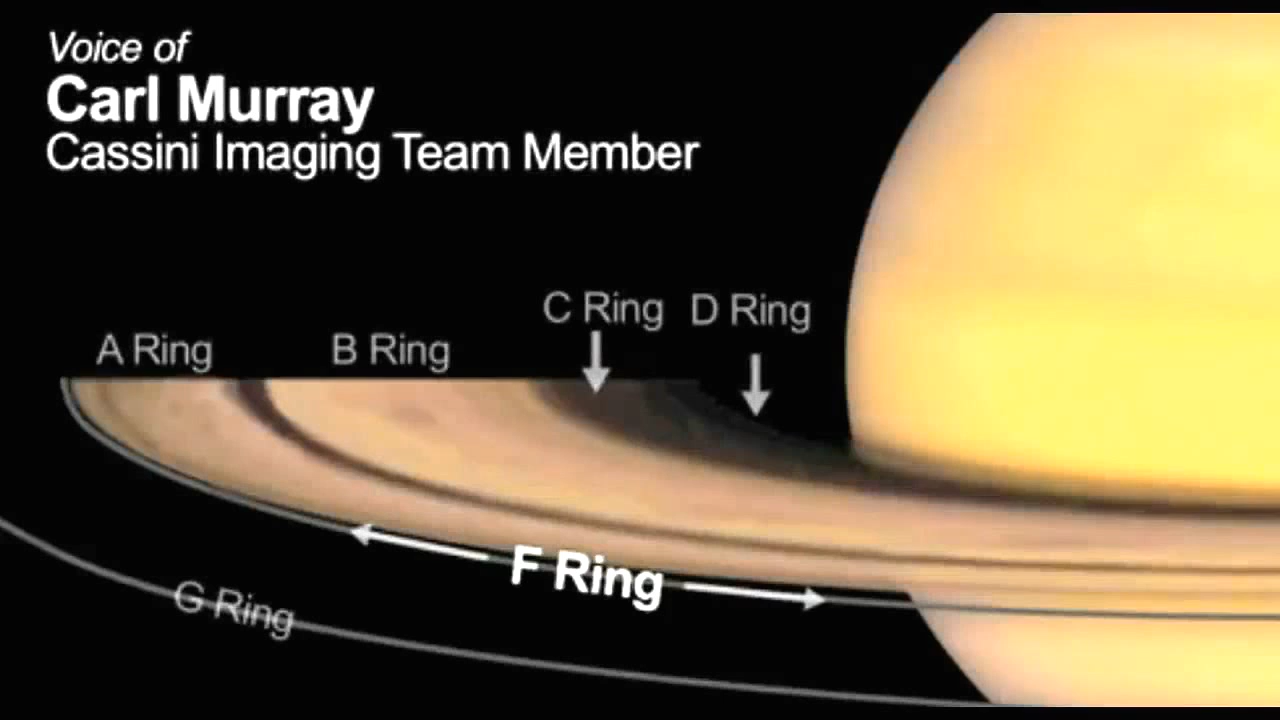 Voice of
Carl Murray
Cassini Imaging Team Member
C Ring D Ring
A Ring B Ring
F Ring
G Ring